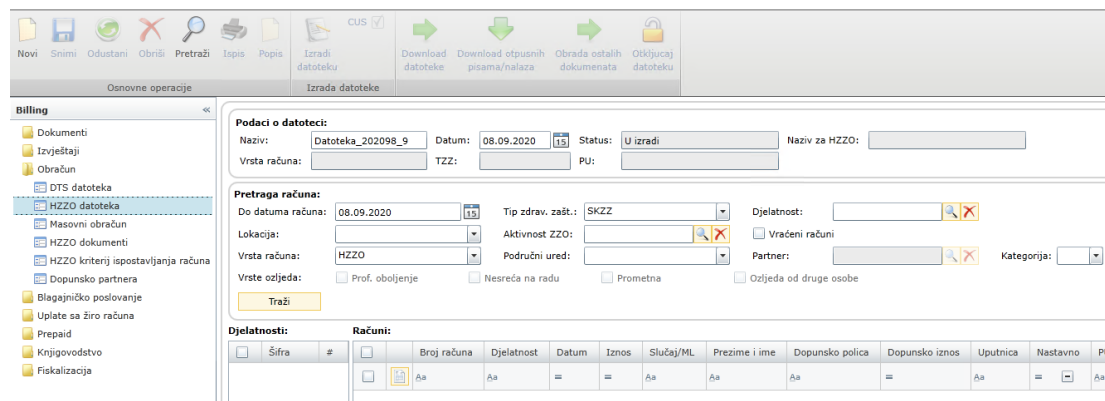 CUS
Novi Snimi Odustani Obriši Pretraži Ispis Popis Izradi datoteku Download datoteke Download otpusnih pisama/nalaza Obrada ostalih dokumenata Otključaj datoteku
Osnovne operacije Izrada datoteke
Billing «
Dokumenti
Izvještaji
Obračun
DTS datoteka
HZZO datoteka
Masovni obračun
HZZO dokumenti
HZZO kriterij ispostavljanja računa
Dopunsko partnera
Blagajničko poslovanje
Uplate sa žiro računa
Prepaid
Knjigovodstvo
Fiskalizacija
Podaci o datoteci:
Naziv: Datoteka_202098_9 Datum: 08.09.2020 15 Status: U izradi Naziv za HZZO:
Vrsta računa: TZZ: PU:
Pretraga računa:
Do datuma računa: 08.09.2020 15 Tip zdrav. zašt.: SKZZ Djelatnost:
Lokacija: Aktivnost ZZO: Vraćeni računi
Vrsta računa: HZZO Područni ured: Partner: Kategorija:
Vrste ozljeda: Prof. oboljenje Nesreća na radu Prometna Ozljeda od druge osobe
Traži
Djelatnosti: Računi:
Šifra # Broj računa Djelatnost Datum Iznos Slučaj/ML Prezime i ime Dopunsko polica Dopunsko iznos Uputnica Nastavno
Aa Aa = = Aa Aa Aa = Aa = Aa